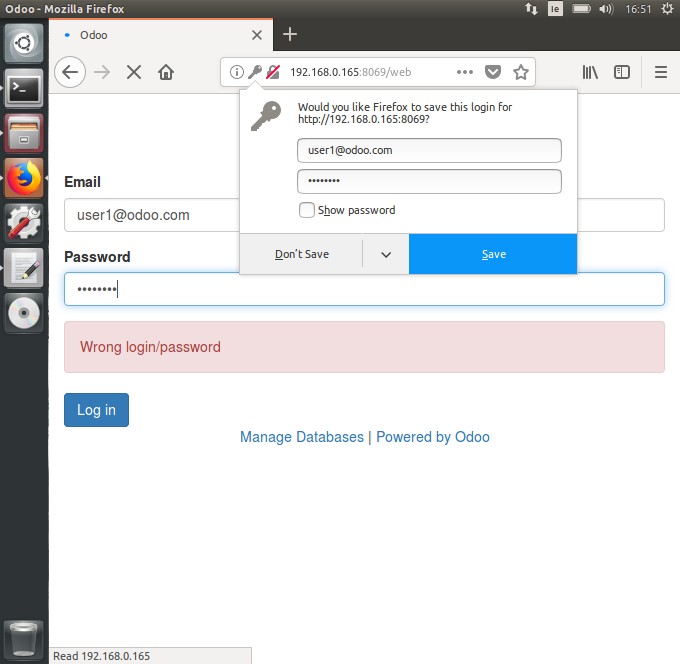 Odoo - Mozilla Firefox
Ie
16:51
Odoo
192.168.0.165:8069/web
Would you like Firefox to save this login for
http://192.168.0.165:8069?
user1@odoo.com
••••••••
Show password
Don't Save
Save
Email
user1@odoo.com
Password
••••••••
Wrong login/password
Log in
Manage Databases | Powered by Odoo
Read 192.168.0.165